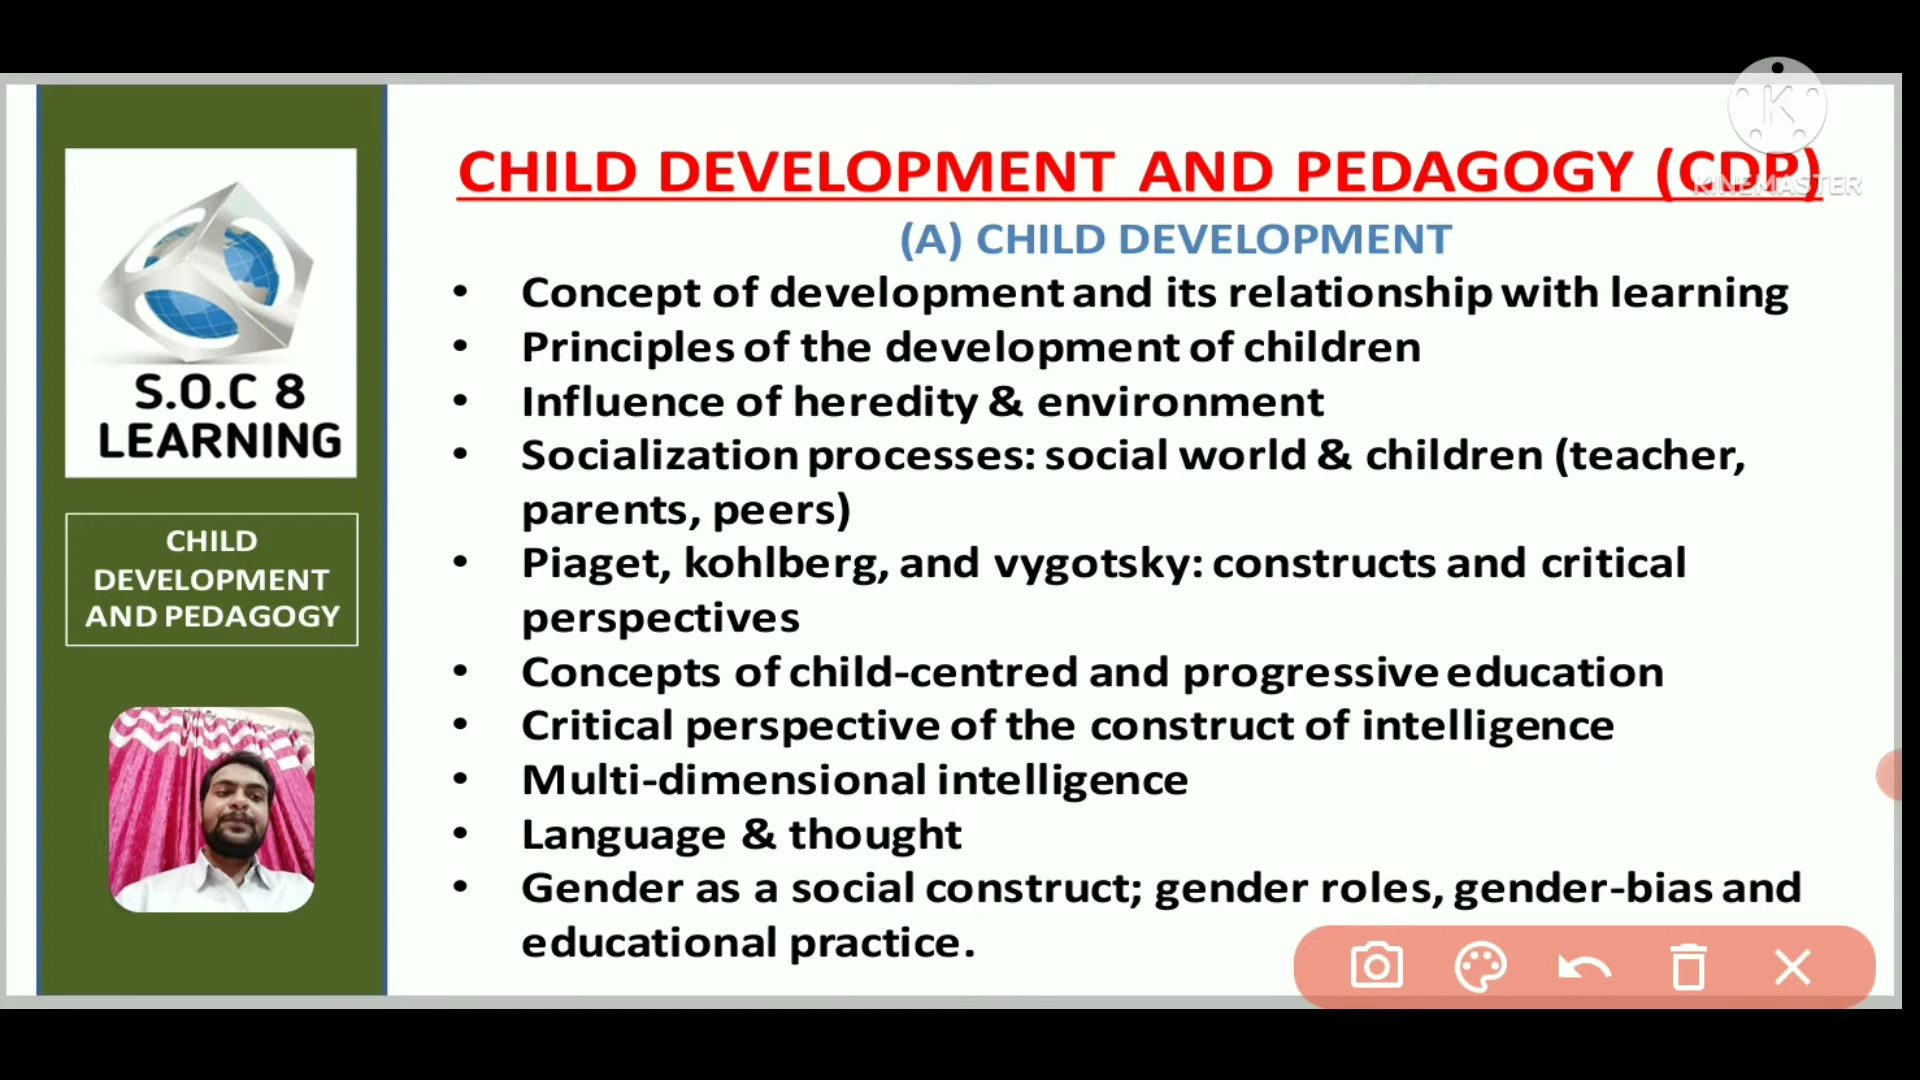 K
KINEMASTER
CHILD DEVELOPMENT AND PEDAGOGY (CDP)
(A) CHILD DEVELOPMENT
• Concept of development and its relationship with learning
• Principles of the development of children
• Influence of heredity & environment
• Socialization processes: social world & children (teacher,
parents, peers)
• Piaget, kohlberg, and vygotsky: constructs and critical
perspectives
• Concepts of child-centred and progressive education
• Critical perspective of the construct of intelligence
• Multi-dimensional intelligence
• Language & thought
• Gender as a social construct; gender roles, gender-bias and
educational practice.
S.O.C 8
LEARNING
CHILD
DEVELOPMENT
AND PEDAGOGY